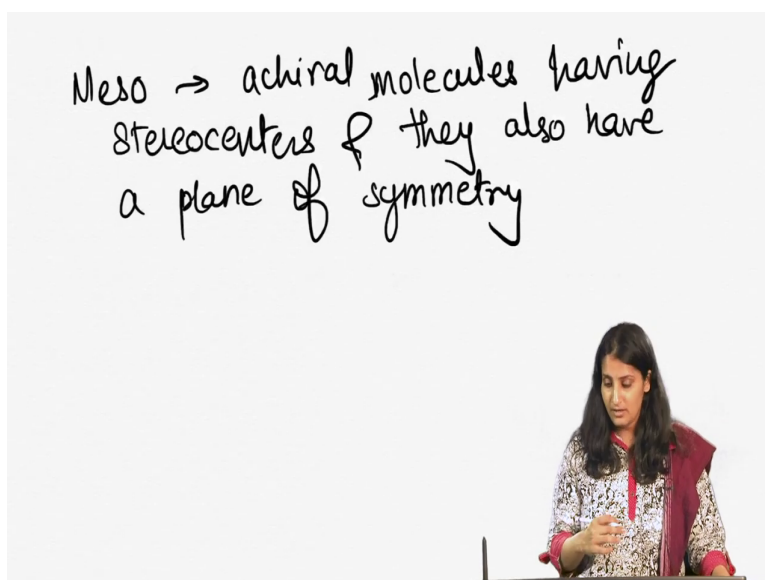 Meso → achiral molecules having
stereocenters & they also have
a plane of symmetry